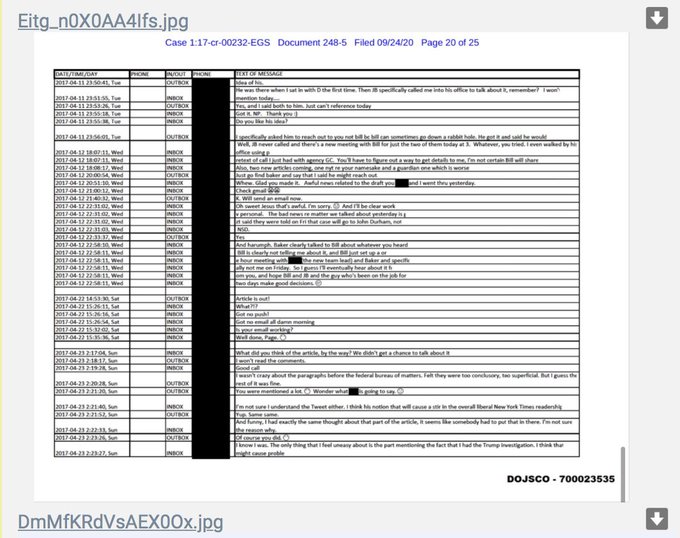 Eitg_n0X0AA4Ifs.jpg
Case 1:17-cr-00232-EGS Document 248-5 Filed 09/24/20 Page 20 of 25
DATE/TIME/DAY PHONE IN/OUT PHONE TEXT OF MESSAGE
2017-04-11 23:50:41, Tue OUTBOX Idea of his.
He was there when I sat in with D the first time. Then JB specifically called me into his office to talk about it, remember? I won'
2017-04-11 23:51:55, Tue INBOX mention today....
2017-04-11 23:53:26, Tue OUTBOX Yes, and I said both to him. Just can't reference today
2017-04-11 23:55:18, Tue INBOX Got it. NP. Thank you :)
2017-04-11 23:55:38, Tue INBOX Do you like his idea?
2017-04-11 23:56:01, Tue OUTBOX I specifically asked him to reach out to you not bill bc bill can sometimes go down a rabbit hole. He got it and said he would
Well, JB never called and there's a new meeting with Bill for just the two of them today at 3. Whatever, you tried. I even walked by his
2017-04-12 18:07:11, Wed INBOX office using p
2017-04-12 18:07:11, Wed INBOX retext of call I just had with agency GC. You'll have to figure out a way to get details to me, I'm not certain Bill will share
2017-04-12 18:08:17, Wed INBOX Also, two new articles coming, one nyt re your namesake and a guardian one which is worse
2017-04-12 20:00:54, Wed OUTBOX Just go find baker and say that I said he might reach out.
2017-04-12 20:51:10, Wed INBOX Whew. Glad you made it. Awful news related to the draft you and I went thru yesterday.
2017-04-12 21:00:12, Wed INBOX Check gmail
2017-04-12 21:40:32, Wed OUTBOX K. Will send an email now.
2017-04-12 22:31:02, Wed INBOX Oh sweet Jesus that's awful. I'm sorry. And I'll be clear work
2017-04-12 22:31:02, Wed INBOX v personal. The bad news re matter we talked about yesterday is
2017-04-12 22:31:02, Wed INBOX zt said they were told on Fri that case will go to John Durham, not
2017-04-12 22:31:03, Wed INBOX NSD.
2017-04-12 22:33:37, Wed OUTBOX Yes
2017-04-12 22:58:10, Wed INBOX And harumph. Baker clearly talked to Bill about whatever you heard
2017-04-12 22:58:11, Wed INBOX Bill is clearly not telling me about it, and Bill just set up a or
2017-04-12 22:58:11, Wed INBOX e hour meeting with (the new team lead) and Baker and specific
2017-04-12 22:58:11, Wed INBOX ally not me on Friday. So I guess I'll eventually hear about it fr
2017-04-12 22:58:11, Wed INBOX om you, and hope Bill and JB and the guy who's been on the job for
2017-04-12 22:58:11, Wed INBOX two days make good decisions.
2017-04-22 14:53:30, Sat OUTBOX Article is out!
2017-04-22 15:26:11, Sat INBOX What?!?
2017-04-22 15:26:16, Sat INBOX Got no push!
2017-04-22 15:26:54, Sat INBOX Got no email all damn morning
2017-04-22 15:32:02, Sat INBOX Is your email working?
2017-04-22 15:35:36, Sat INBOX Well done, Page.
2017-04-23 2:17:04, Sun INBOX What did you think of the article, by the way? We didn't get a chance to talk about it
2017-04-23 2:18:17, Sun OUTBOX I won't read the comments.
2017-04-23 2:19:28, Sun INBOX Good call
I wasn't crazy about the paragraphs before the federal bureau of matters. Felt they were too conclusory, too superficial. But I guess the
2017-04-23 2:20:28, Sun OUTBOX rest of it was fine.
2017-04-23 2:21:20, Sun OUTBOX You were mentioned a lot. Wonder what is going to say.
2017-04-23 2:21:40, Sun INBOX I'm not sure I understand the Tweet either. I think his notion that will cause a stir in the overall liberal New York Times readership
2017-04-23 2:21:52, Sun OUTBOX Yup. Same same.
And funny, I had exactly the same thought about that part of the article, it seems like somebody had to put that in there. I'm not sure
2017-04-23 2:22:33, Sun INBOX the reason why.
2017-04-23 2:23:26, Sun OUTBOX Of course you did.
I know I was. The only thing that I feel uneasy about is the part mentioning the fact that I had the Trump investigation. I think that
2017-04-23 2:23:27, Sun INBOX might cause proble
DOJSCO - 700023535
DmMfKRdVsAEX0Ox.jpg